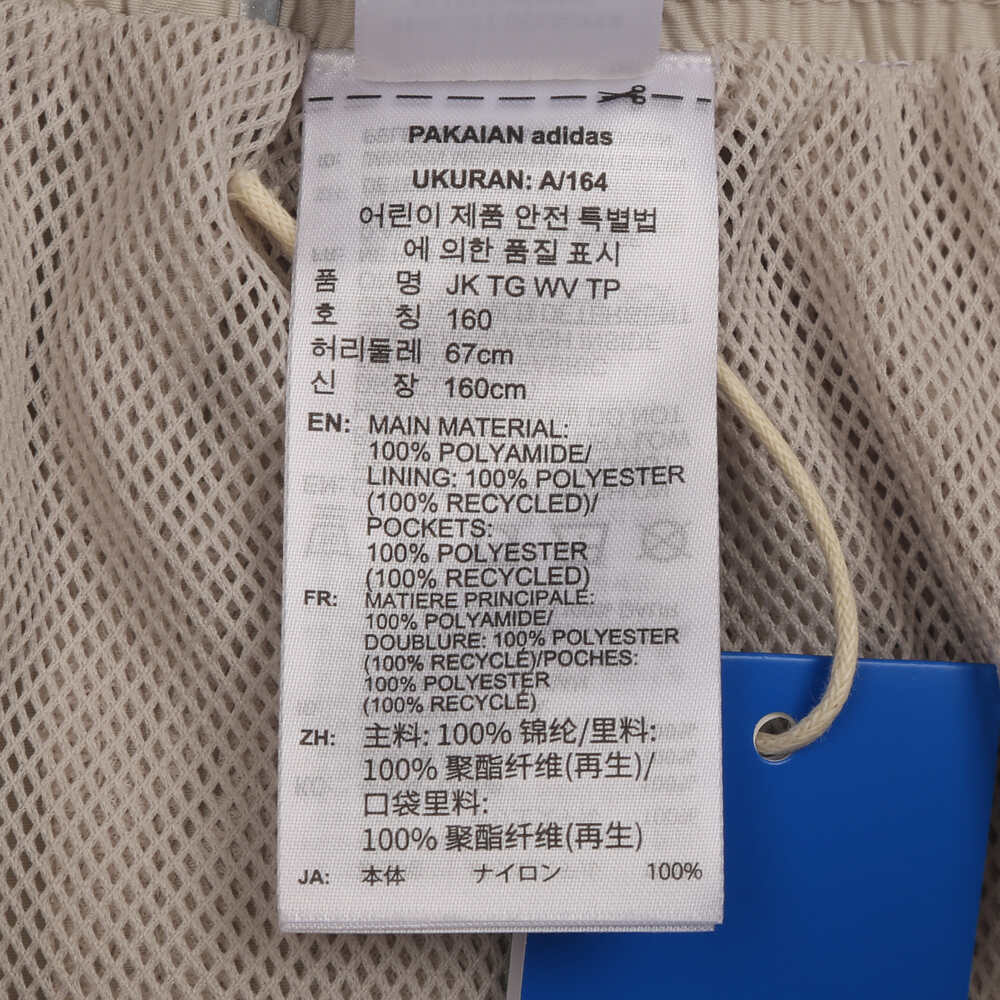 PAKAIAN adidas
UKURAN: A/164
어린이 제품 안전 특별법
에 의한 품질 표시
품 명 JK TG WV TP
호 칭 160
허리둘레 67cm
신 장 160cm
EN: MAIN MATERIAL:
100% POLYAMIDE/
LINING: 100% POLYESTER
(100% RECYCLED)/
POCKETS:
100% POLYESTER
(100% RECYCLED)
FR: MATIERE PRINCIPALE:
100% POLYAMIDE/
DOUBLURE: 100% POLYESTER
(100% RECYCLÉ)/POCHES:
100% POLYESTER
(100% RECYCLÉ)
ZH: 主料: 100% 锦纶/里料:
100% 聚酯纤维(再生)/
口袋里料:
100% 聚酯纤维(再生)
JA: 本体 ナイロン 100%